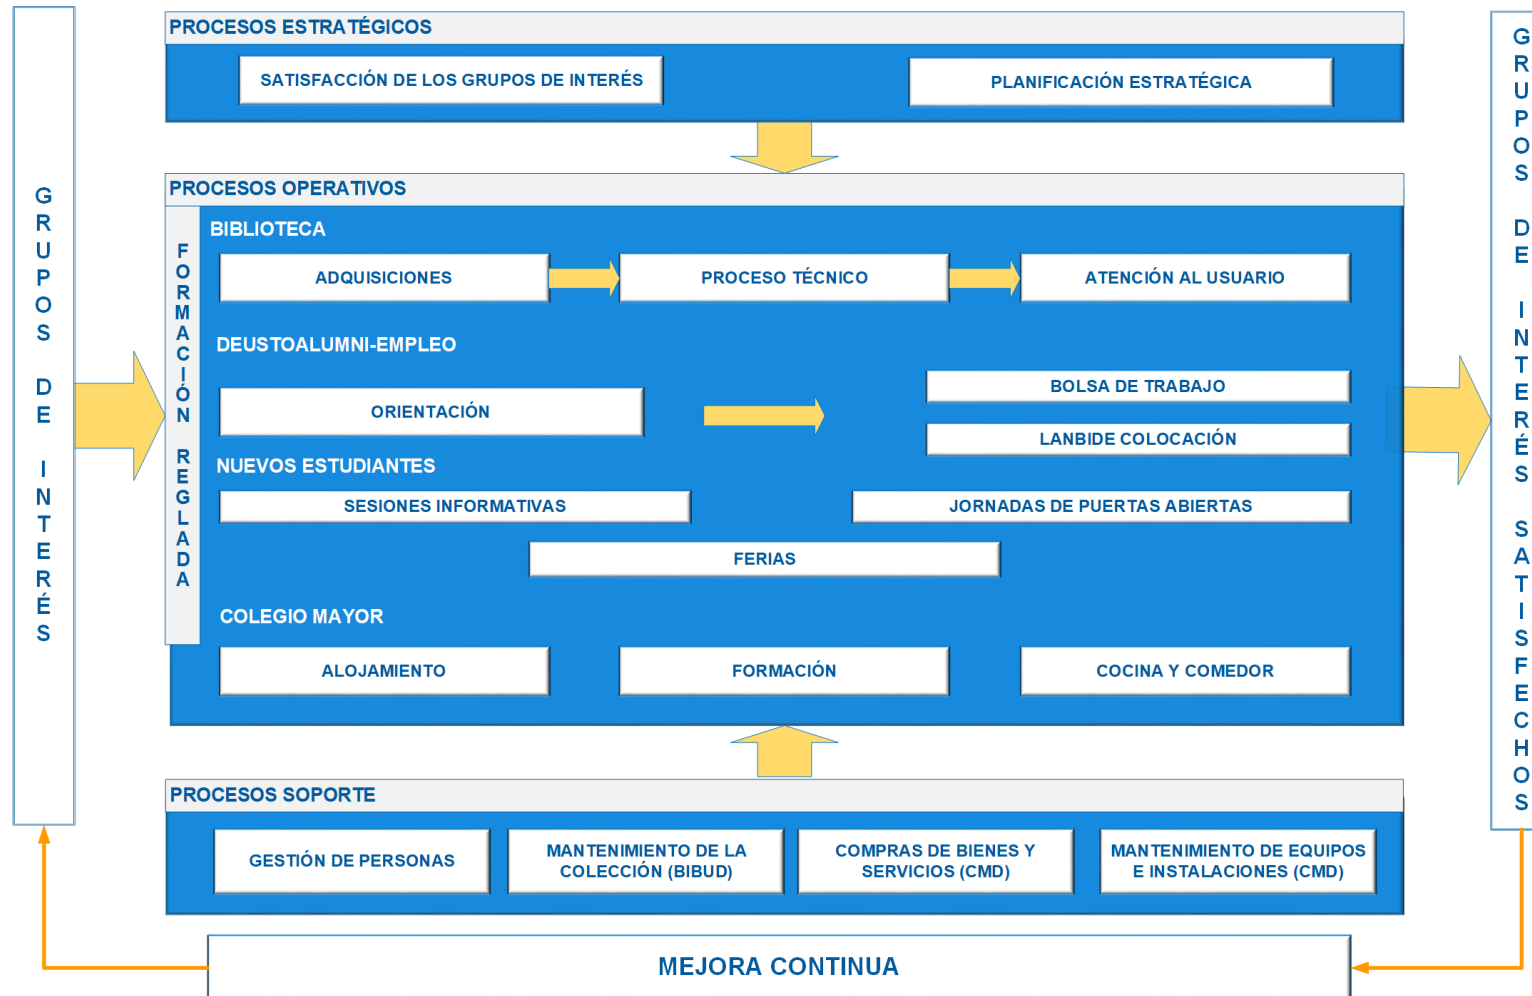 GRUPOS DE INTERÉS
PROCESOS ESTRATÉGICOS
SATISFACCIÓN DE LOS GRUPOS DE INTERÉS
PLANIFICACIÓN ESTRATÉGICA
PROCESOS OPERATIVOS
FORMACIÓN REGLADA
BIBLIOTECA
ADQUISICIONES
PROCESO TÉCNICO
ATENCIÓN AL USUARIO
DEUSTOALUMNI-EMPLEO
ORIENTACIÓN
BOLSA DE TRABAJO
LANBIDE COLOCACIÓN
NUEVOS ESTUDIANTES
SESIONES INFORMATIVAS
JORNADAS DE PUERTAS ABIERTAS
FERIAS
COLEGIO MAYOR
ALOJAMIENTO
FORMACIÓN
COCINA Y COMEDOR
PROCESOS SOPORTE
GESTIÓN DE PERSONAS
MANTENIMIENTO DE LA
COLECCIÓN (BIBUD)
COMPRAS DE BIENES Y
SERVICIOS (CMD)
MANTENIMIENTO DE EQUIPOS
E INSTALACIONES (CMD)
MEJORA CONTINUA
GRUPOS DE INTERÉS SATISFECHOS